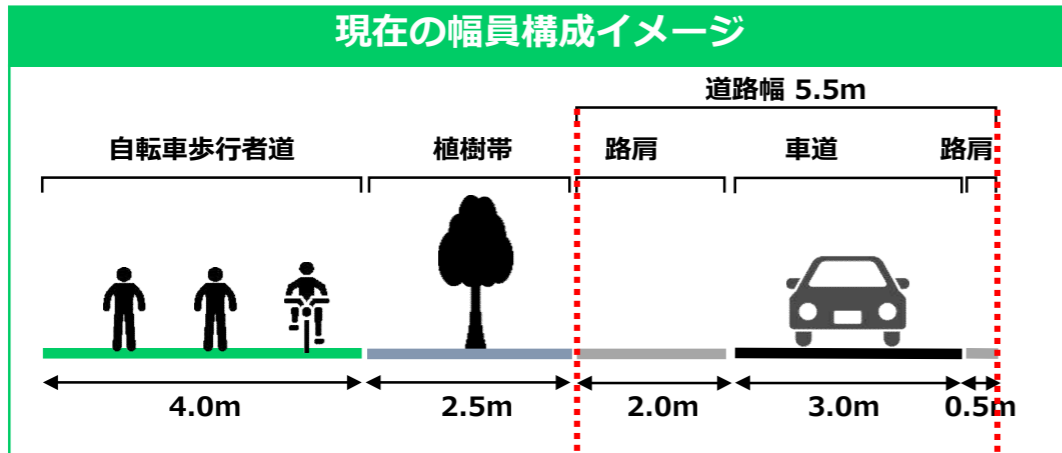 現在の幅員構成イメージ
道路幅 5.5m
自転車歩行者道 植樹帯 路肩 車道 路肩
4.0m 2.5m 2.0m 3.0m 0.5m